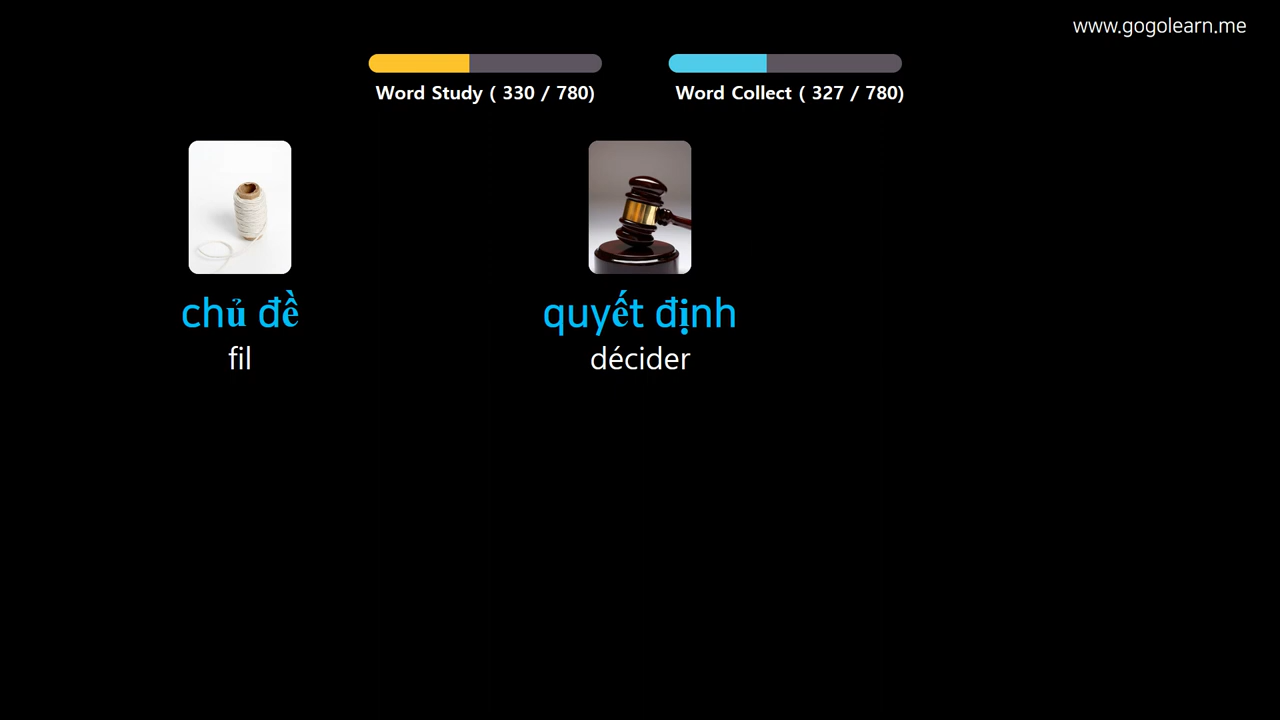 www.gogolearn.me
Word Study ( 330 / 780)
Word Collect ( 327 / 780)
chủ đề
fil
quyết định
décider